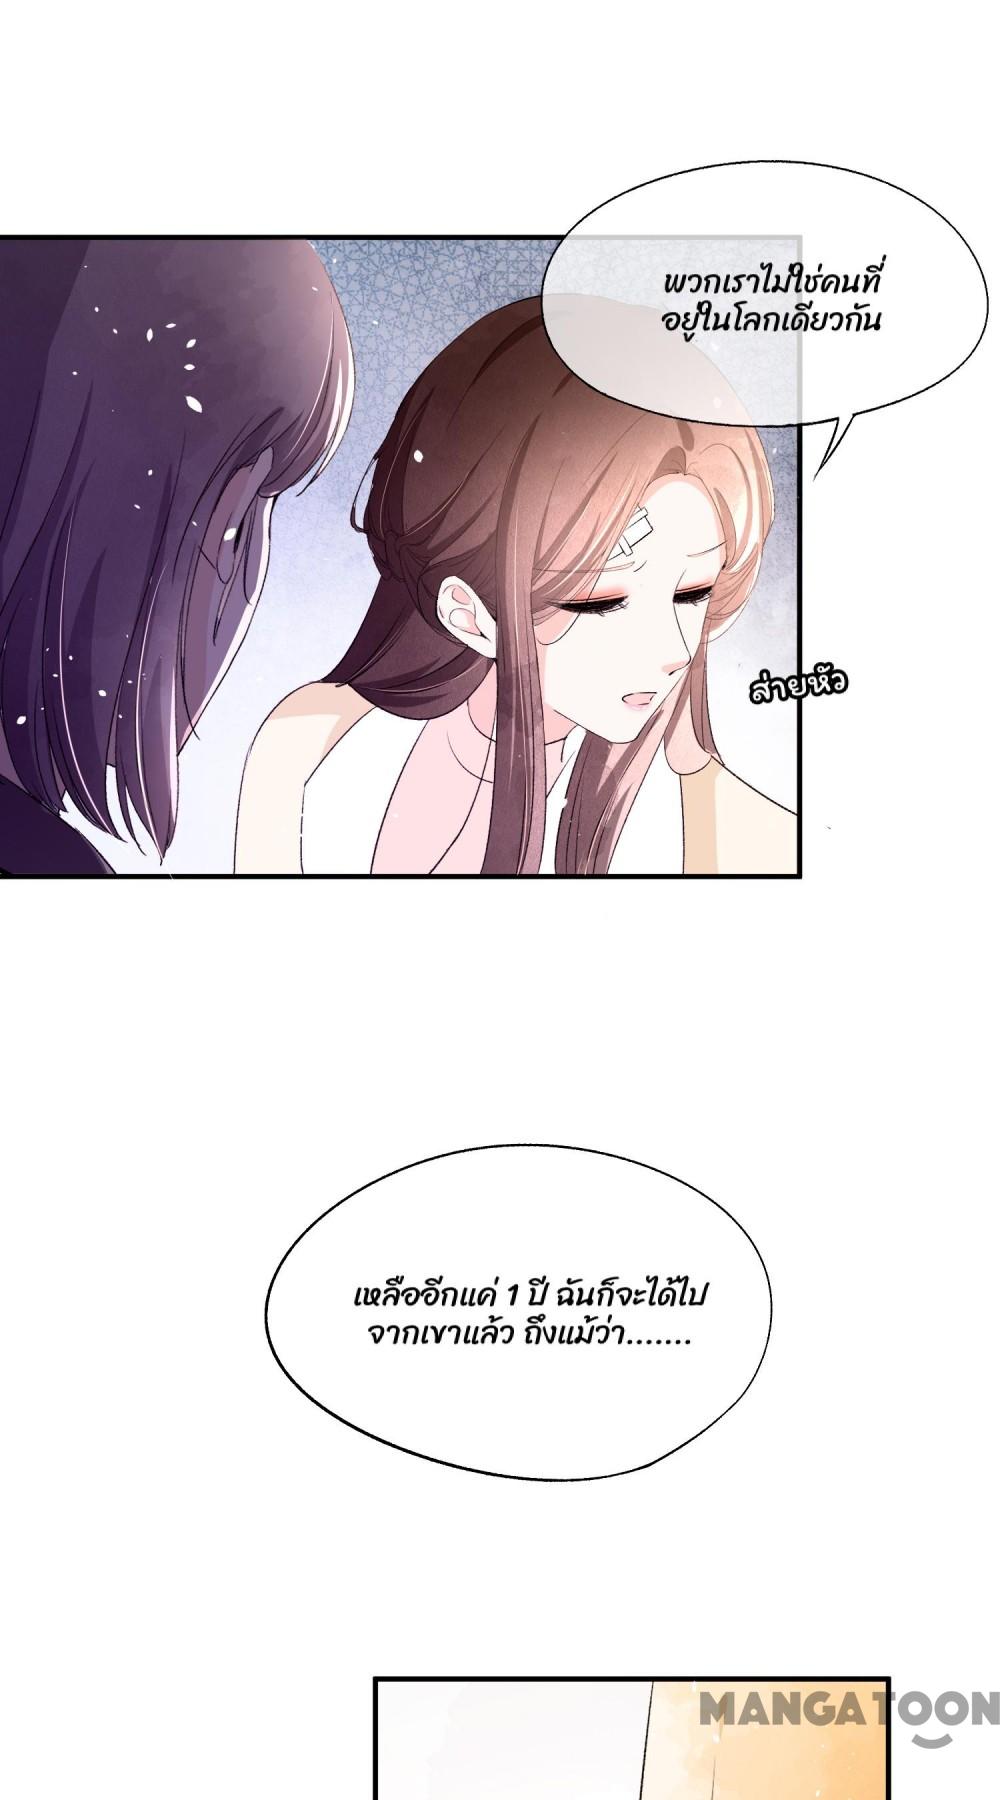 พวกเราไม่ใช่คนที่
อยู่ในโลกเดียวกัน
ส่ายหัว
เหลืออีกแค่ 1 ปี ฉันก็จะได้ไป
จากเขาแล้ว ถึงแม้ว่า.......
MANGATOON